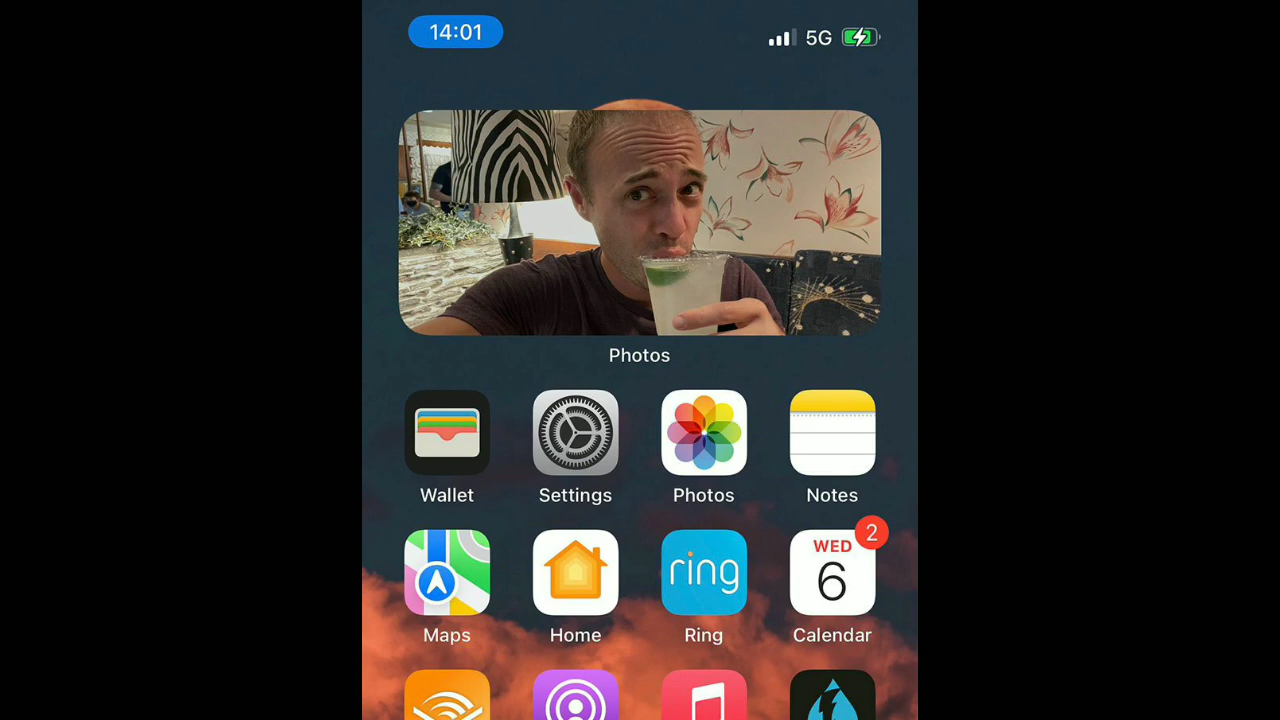 14:01
5G
Photos
Wallet
Settings
Photos
Notes
ring
WED
6
2
Maps
Home
Ring
Calendar